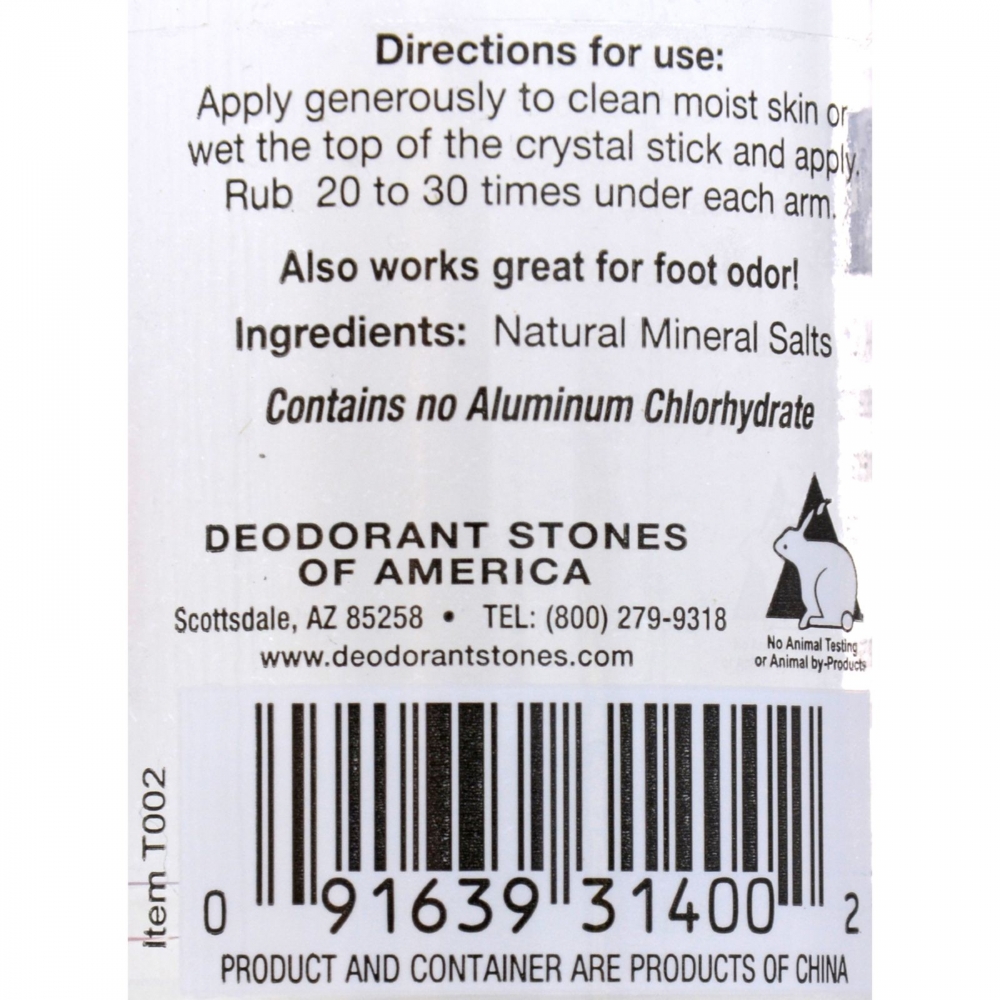 Directions for use:
Apply generously to clean moist skin or
wet the top of the crystal stick and apply.
Rub 20 to 30 times under each arm.
Also works great for foot odor!
Ingredients: Natural Mineral Salts
Contains no Aluminum Chlorhydrate
DEODORANT STONES
OF AMERICA
Scottsdale, AZ 85258 • TEL: (800) 279-9318
www.deodorantstones.com
No Animal Testing
or Animal by-Products
Item T002
0 91639 31400 2
PRODUCT AND CONTAINER ARE PRODUCTS OF CHINA